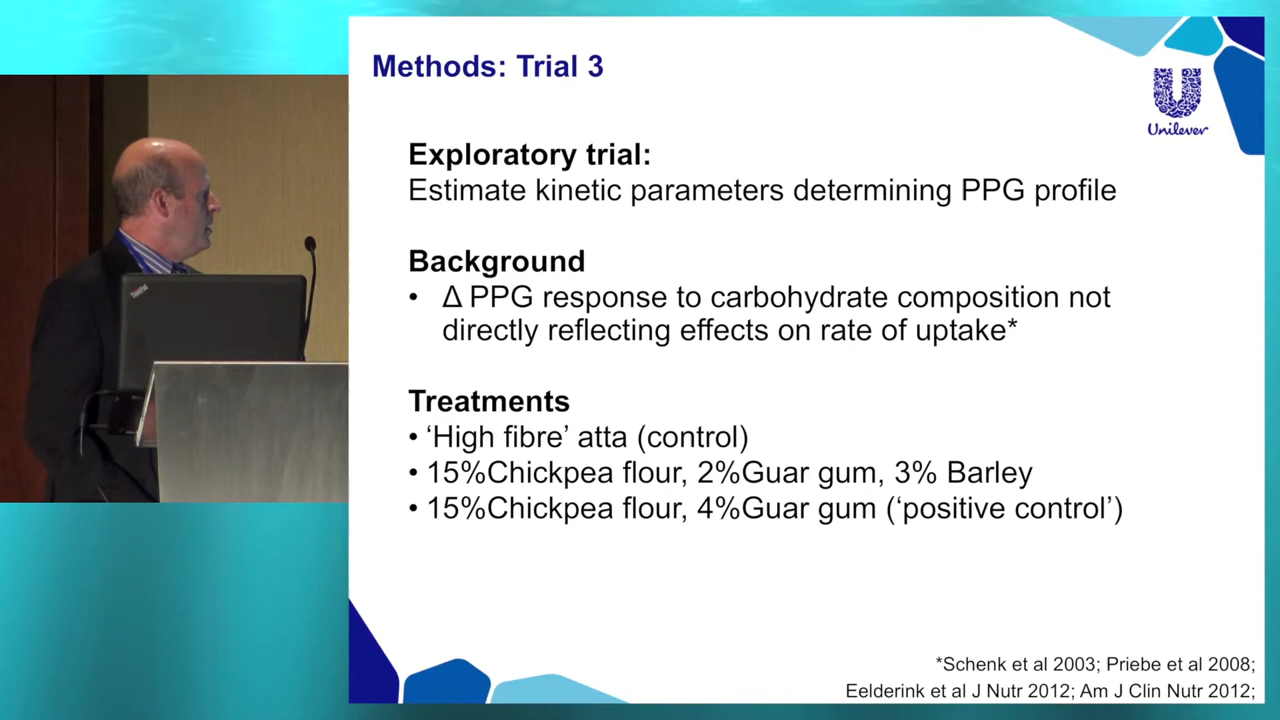 Methods: Trial 3
Unilever
Exploratory trial:
Estimate kinetic parameters determining PPG profile
Background
• Δ PPG response to carbohydrate composition not
directly reflecting effects on rate of uptake*
Treatments
• ‘High fibre’ atta (control)
• 15%Chickpea flour, 2%Guar gum, 3% Barley
• 15%Chickpea flour, 4%Guar gum (‘positive control’)
*Schenk et al 2003; Priebe et al 2008;
Eelderink et al J Nutr 2012; Am J Clin Nutr 2012;
ThinkPad